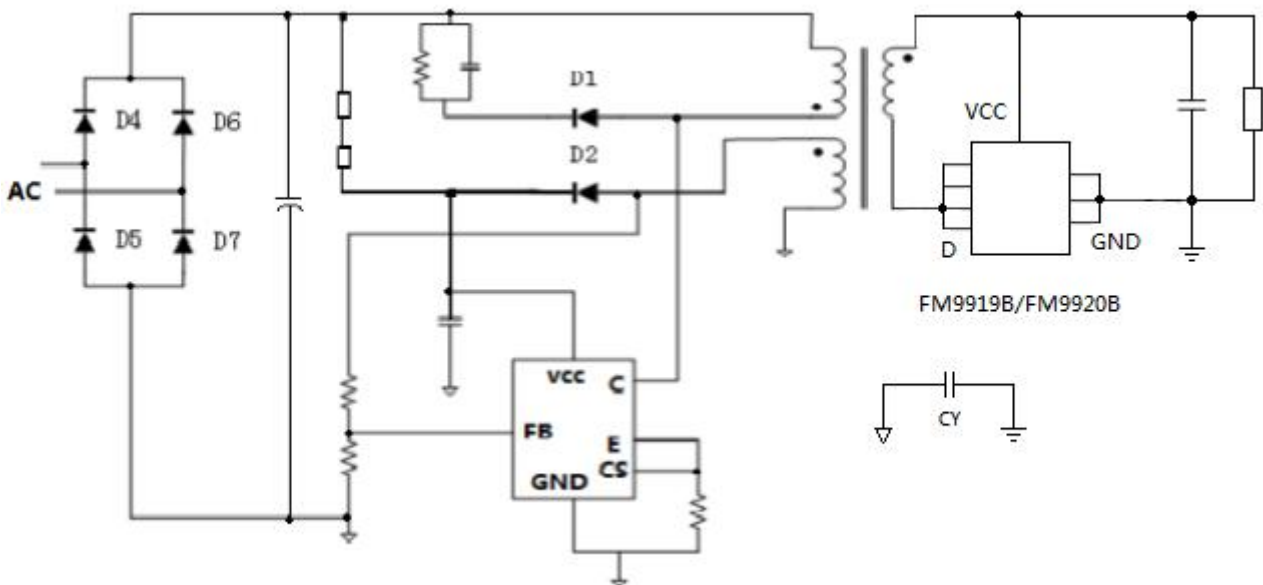 D1
D4
D6
VCC
D2
AC
D5
D7
D
GND
FM9919B/FM9920B
VCC
C
FB
E
CS
GND
CY